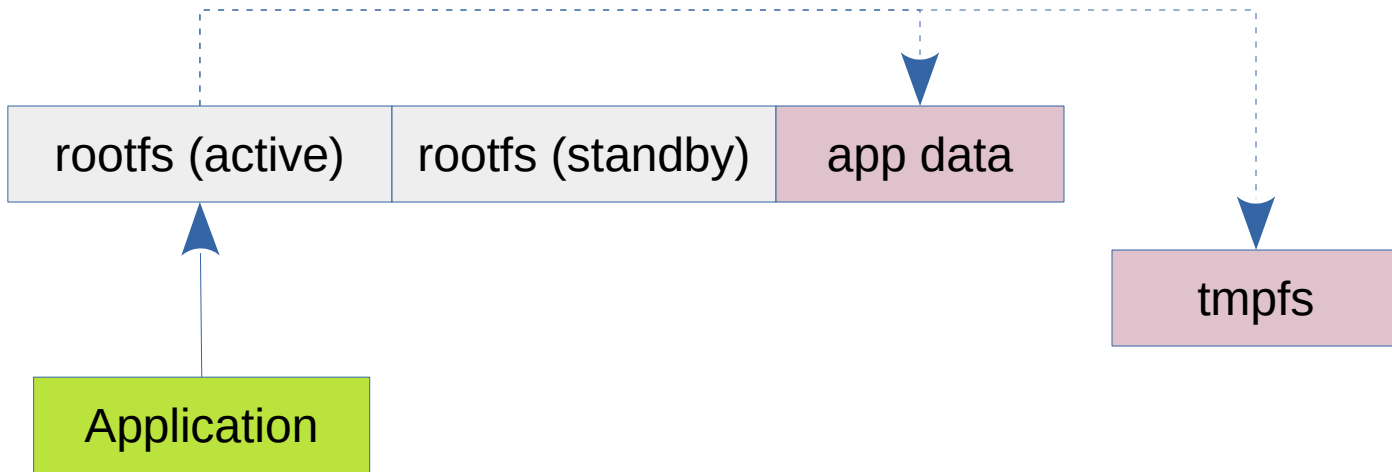 rootfs (active)
rootfs (standby)
app data
tmpfs
Application